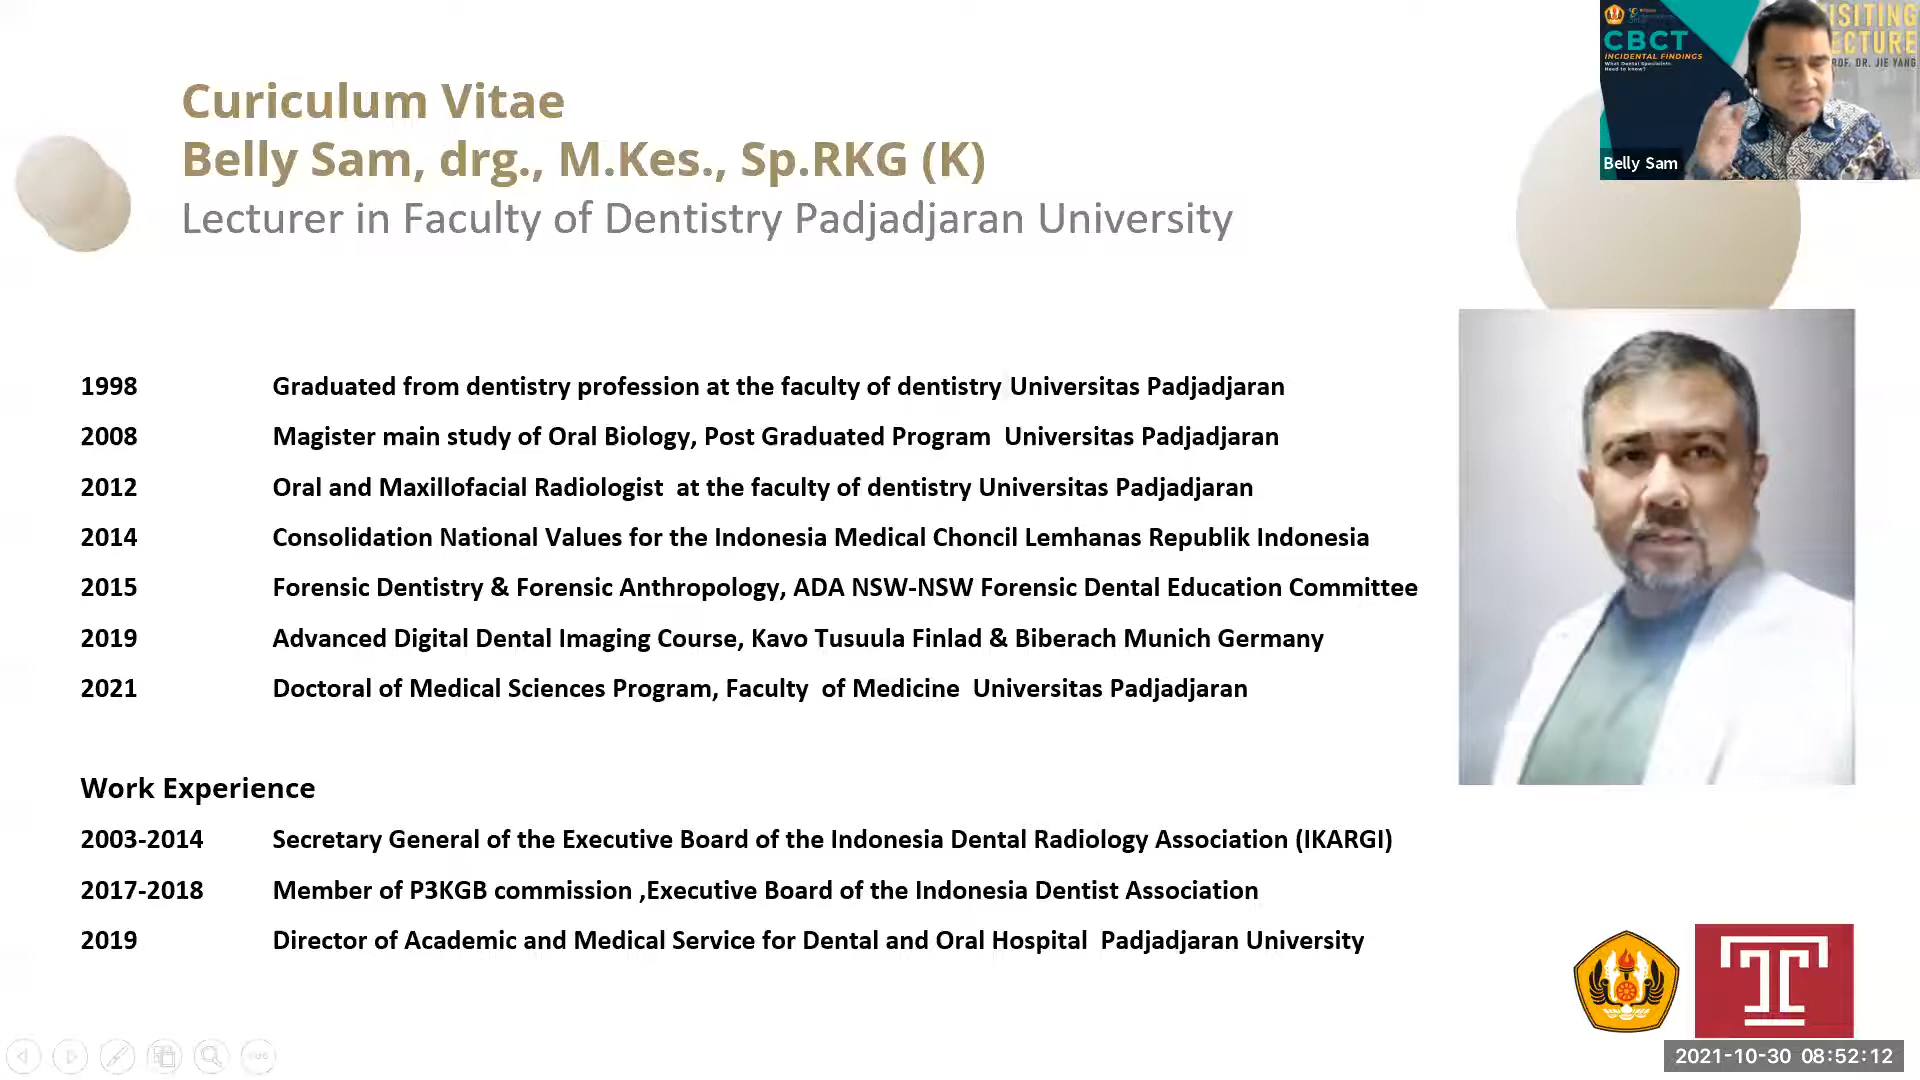 Curiculum Vitae
Belly Sam, drg., M.Kes., Sp.RKG (K)
Lecturer in Faculty of Dentistry Padjadjaran University
CBCT
INCIDENTAL FINDINGS
What Dental Specialists
Need to know?
ISITING
ECTURE
ROF. DR. JIE YANG
Belly Sam
1998 Graduated from dentistry profession at the faculty of dentistry Universitas Padjadjaran
2008 Magister main study of Oral Biology, Post Graduated Program Universitas Padjadjaran
2012 Oral and Maxillofacial Radiologist at the faculty of dentistry Universitas Padjadjaran
2014 Consolidation National Values for the Indonesia Medical Choncil Lemhanas Republik Indonesia
2015 Forensic Dentistry & Forensic Anthropology, ADA NSW-NSW Forensic Dental Education Committee
2019 Advanced Digital Dental Imaging Course, Kavo Tusuula Finlad & Biberach Munich Germany
2021 Doctoral of Medical Sciences Program, Faculty of Medicine Universitas Padjadjaran
Work Experience
2003-2014 Secretary General of the Executive Board of the Indonesia Dental Radiology Association (IKARGI)
2017-2018 Member of P3KGB commission ,Executive Board of the Indonesia Dentist Association
2019 Director of Academic and Medical Service for Dental and Oral Hospital Padjadjaran University
T
2021-10-30 08:52:12